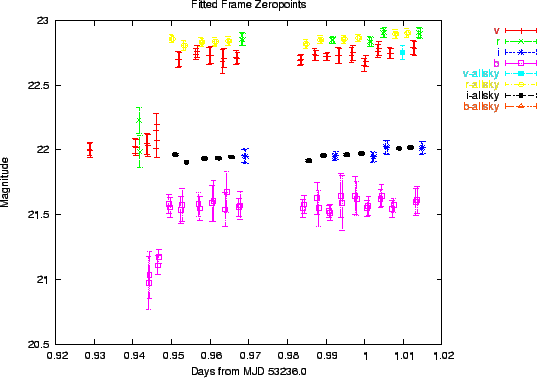 Fitted Frame Zeropoints
23
22.5
22
21.5
21
20.5
Magnitude
0.92 0.93 0.94 0.95 0.96 0.97 0.98 0.99 1 1.01 1.02
Days from MJD 53236.0
v
r
i
b
v-allsky
r-allsky
i-allsky
b-allsky